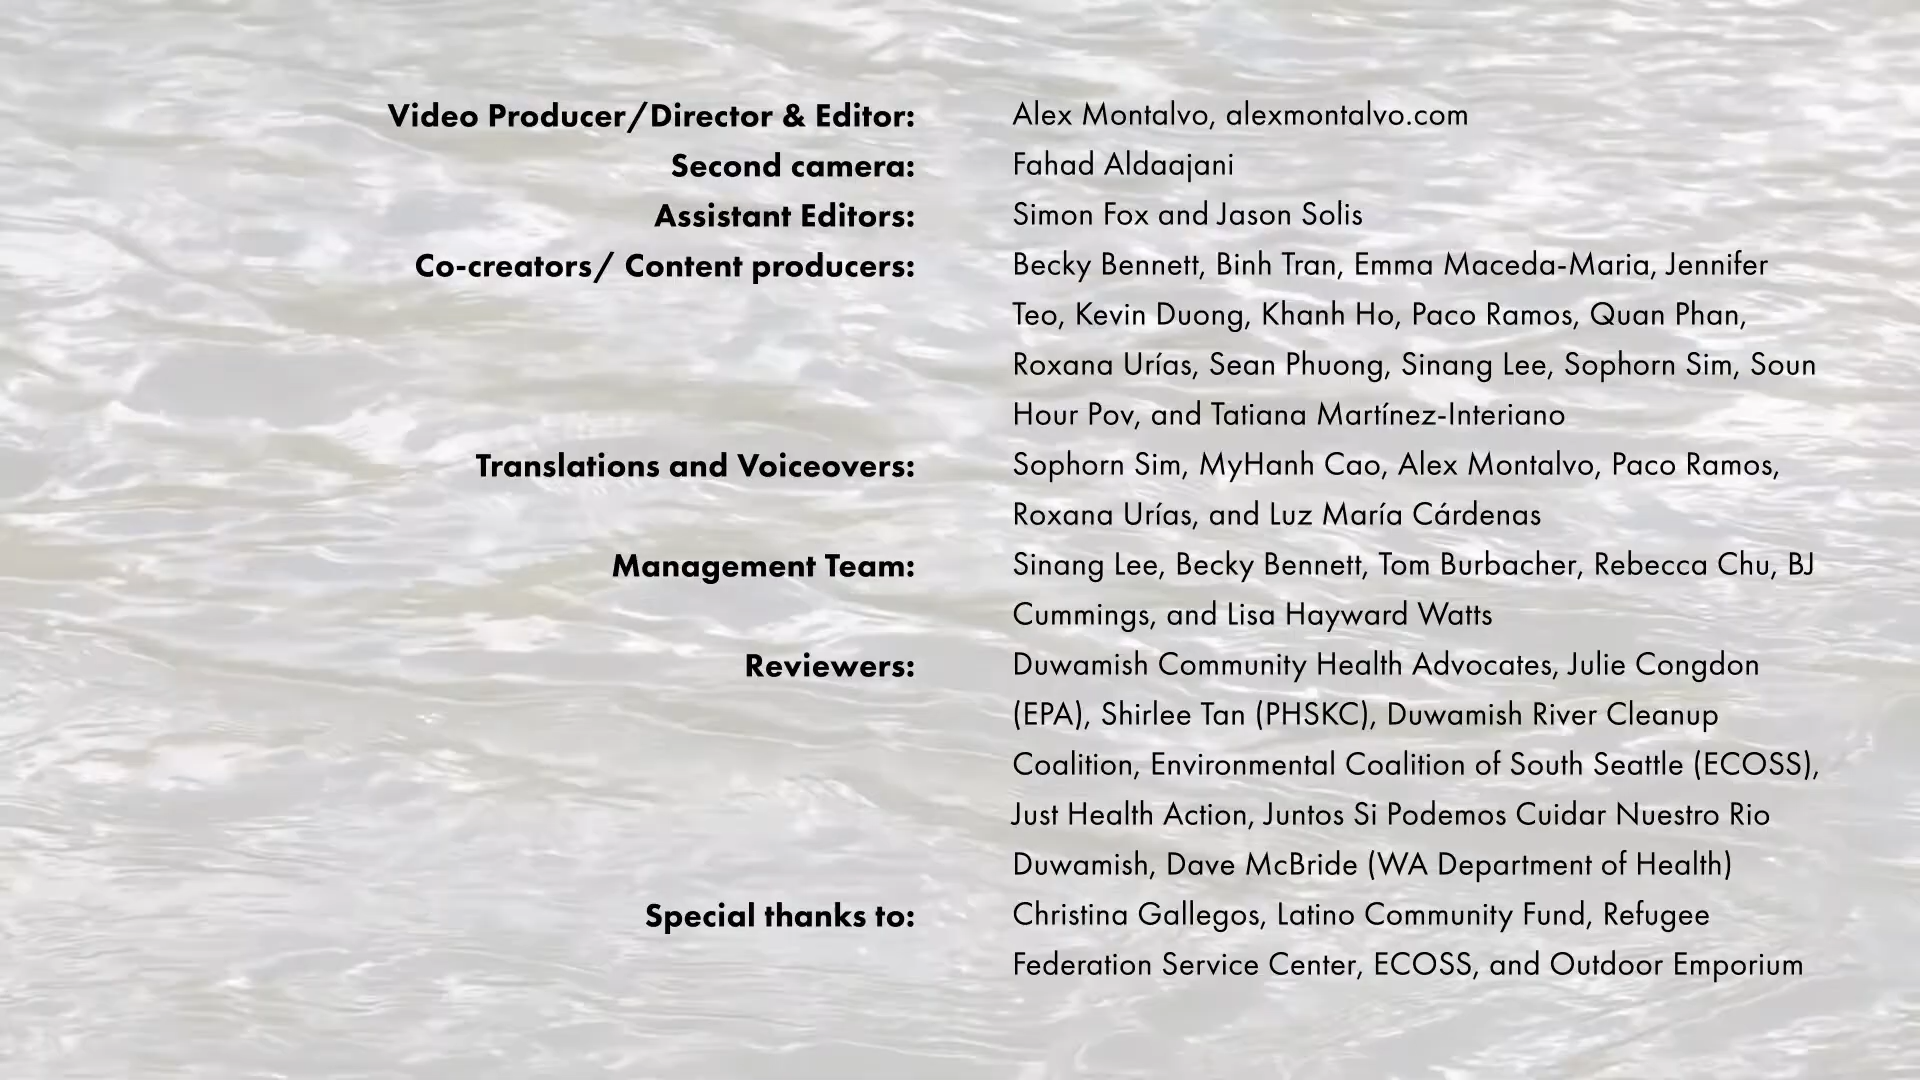 Video Producer/Director & Editor: Alex Montalvo, alexmontalvo.com
Second camera: Fahad Aldaajani
Assistant Editors: Simon Fox and Jason Solis
Co-creators/ Content producers: Becky Bennett, Binh Tran, Emma Maceda-Maria, Jennifer
Teo, Kevin Duong, Khanh Ho, Paco Ramos, Quan Phan,
Roxana Urías, Sean Phuong, Sinang Lee, Sophorn Sim, Soun
Hour Pov, and Tatiana Martínez-Interiano
Translations and Voiceovers: Sophorn Sim, MyHanh Cao, Alex Montalvo, Paco Ramos,
Roxana Urías, and Luz María Cárdenas
Management Team: Sinang Lee, Becky Bennett, Tom Burbacher, Rebecca Chu, BJ
Cummings, and Lisa Hayward Watts
Reviewers: Duwamish Community Health Advocates, Julie Congdon
(EPA), Shirlee Tan (PHSKC), Duwamish River Cleanup
Coalition, Environmental Coalition of South Seattle (ECOSS),
Just Health Action, Juntos Si Podemos Cuidar Nuestro Rio
Duwamish, Dave McBride (WA Department of Health)
Special thanks to: Christina Gallegos, Latino Community Fund, Refugee
Federation Service Center, ECOSS, and Outdoor Emporium